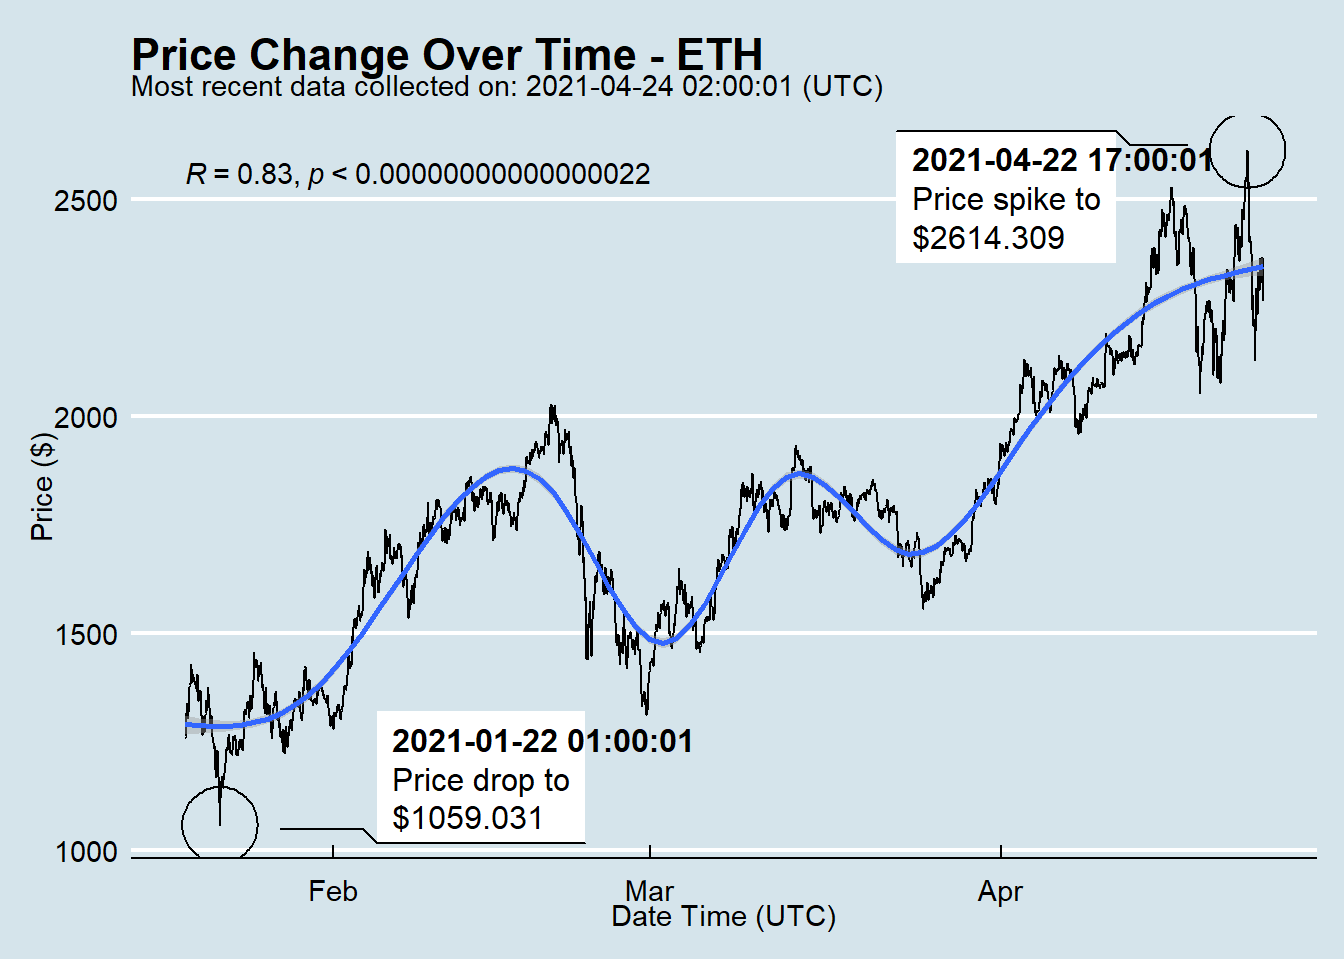 Price Change Over Time - ETH
Most recent data collected on: 2021-04-24 02:00:01 (UTC)
R = 0.83, p < 0.00000000000000022
2021-04-22 17:00:01
Price spike to
$2614.309
2500
2000
Price ($)
1500
2021-01-22 01:00:01
Price drop to
$1059.031
1000
Feb
Mar
Apr
Date Time (UTC)